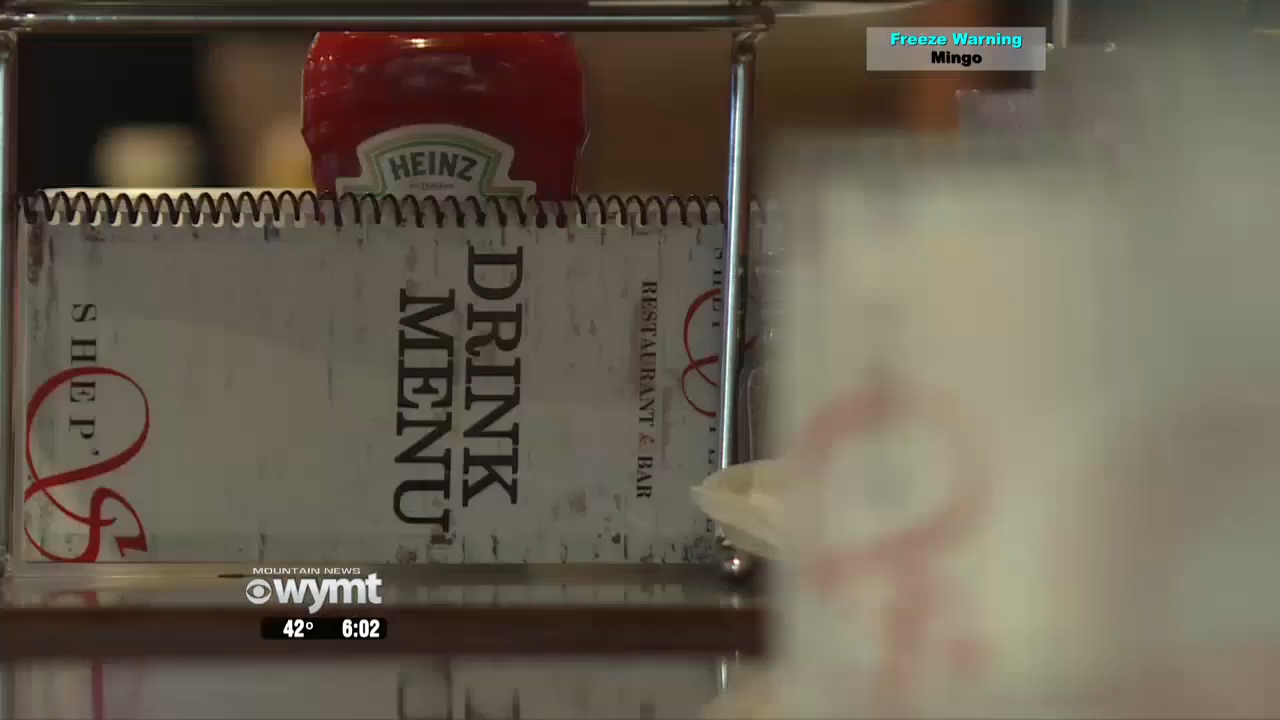 Freeze Warning
Mingo
HEINZ
SHEP'S
DRINK
MENU
RESTAURANT & BAR
MOUNTAIN NEWS
wymt
42° 6:02